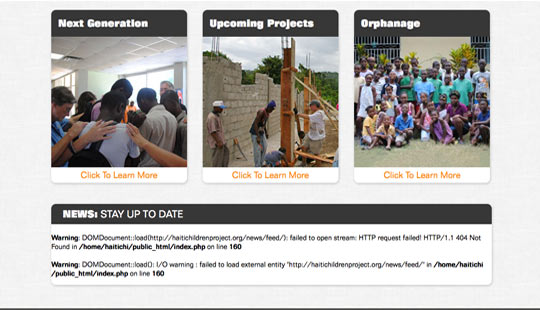 Next Generation
Upcoming Projects
Orphanage
Click To Learn More
Click To Learn More
Click To Learn More
NEWS: STAY UP TO DATE
Warning: DOMDocument::load(http://haitichildrenproject.org/news/feed/): failed to open stream: HTTP request failed! HTTP/1.1 404 Not
Found in /home/haitichi/public_html/index.php on line 160
Warning: DOMDocument::load(): I/O warning : failed to load external entity "http://haitichildrenproject.org/news/feed/" in /home/haitichi
/public_html/index.php on line 160